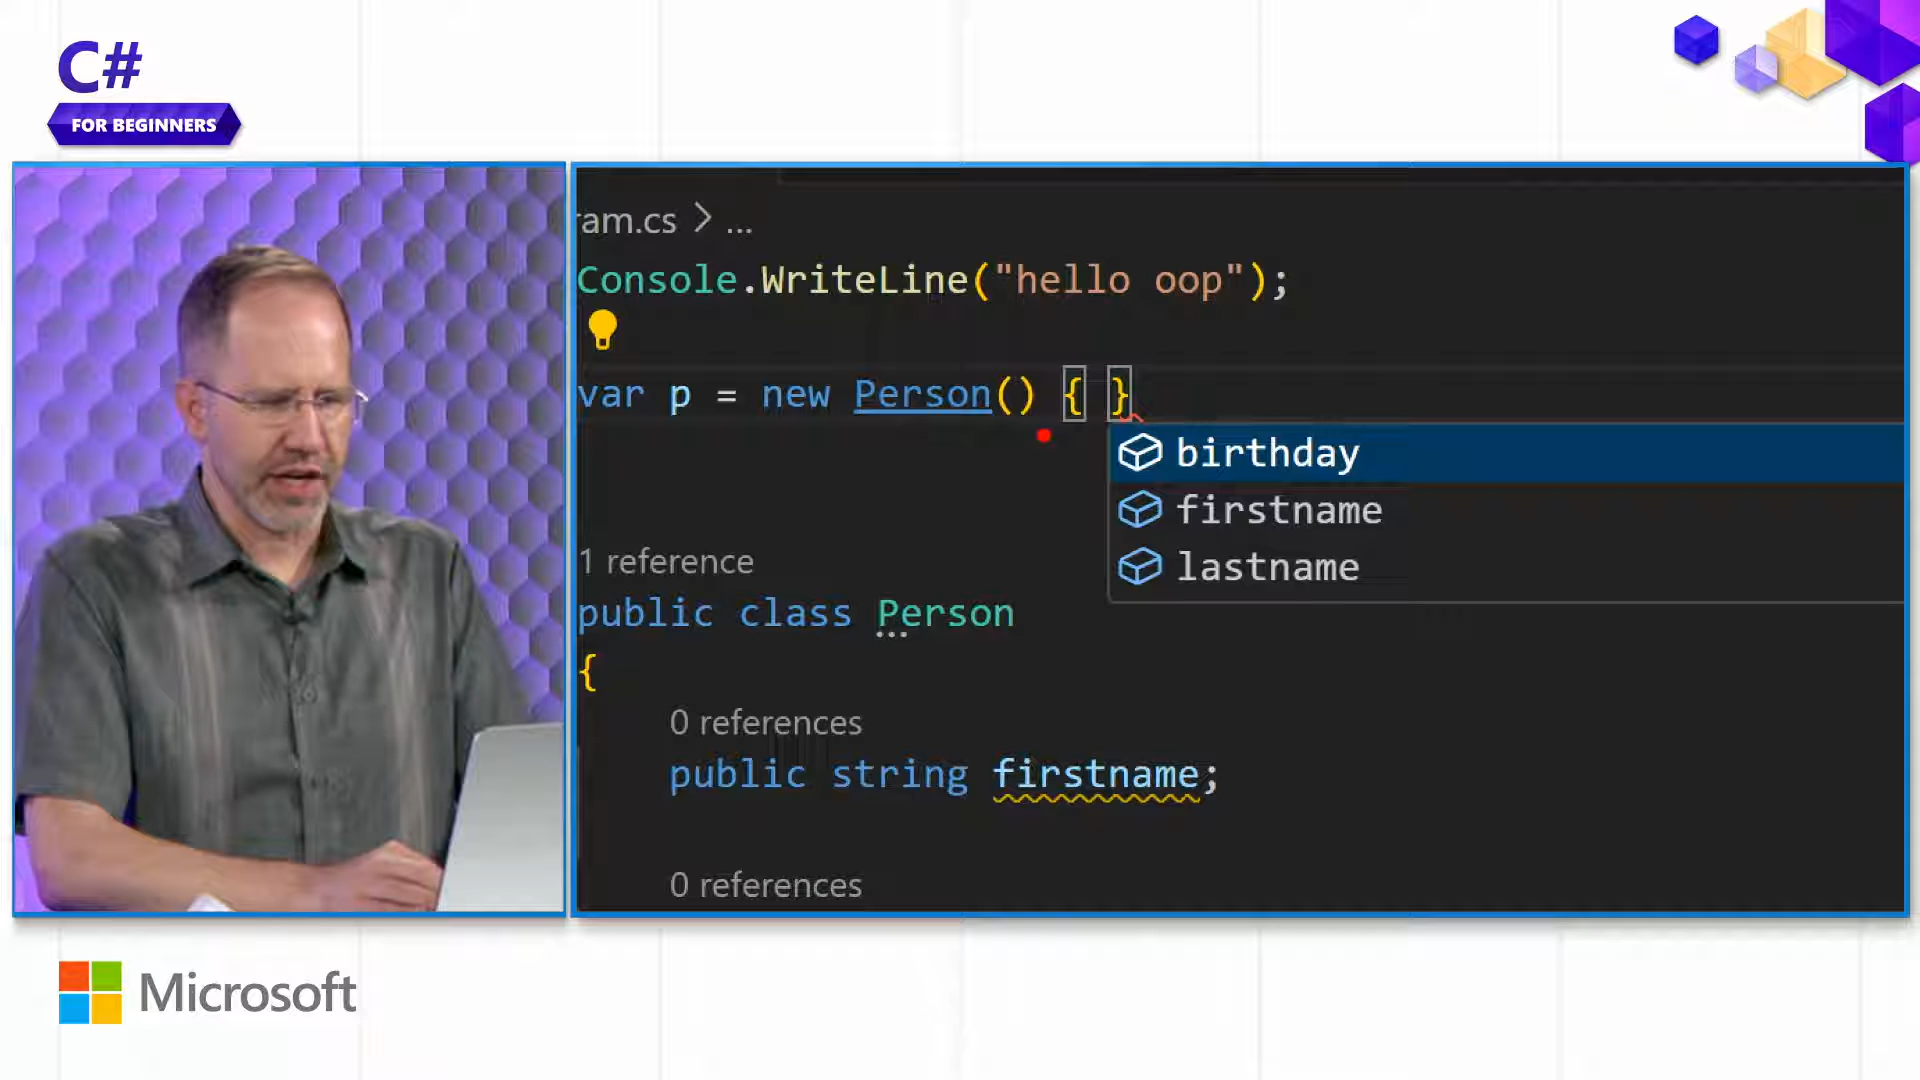 C#
FOR BEGINNERS
ram.cs > ...
Console.WriteLine("hello oop");
var p = new Person() { }
birthday
firstname
lastname
1 reference
public class Person
{
0 references
public string firstname;
0 references
Microsoft